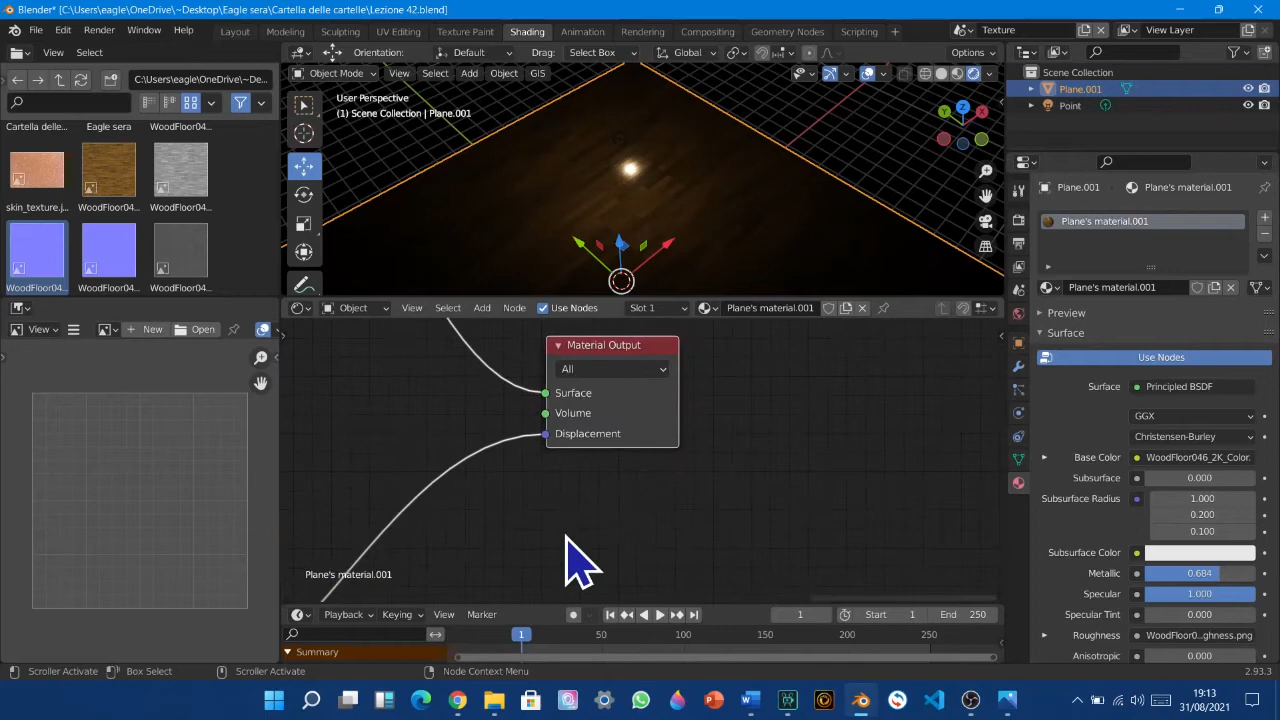 Blender* [C:\Users\eagle\OneDrive\~Desktop\Eagle sera\Cartella delle cartelle\Lezione 42.blend]
File Edit Render Window Help Layout Modeling Sculpting UV Editing Texture Paint Shading Animation Rendering Compositing Geometry Nodes Scripting Texture View Layer
View Select Orientation: Default Drag: Select Box Global Options
C:\Users\eagle\OneDrive\~De... Object Mode View Select Add Object GIS
Scene Collection
Plane.001
Point
User Perspective
(1) Scene Collection | Plane.001
Cartella delle... Eagle sera WoodFloor04...
skin_texture.j... WoodFloor04... WoodFloor04...
WoodFloor04... WoodFloor04... WoodFloor04...
Plane.001 Plane's material.001
Plane's material.001
Plane's material.001
View New Open
Object View Select Add Node Use Nodes Slot 1 Plane's material.001
Material Output
All
Surface
Volume
Displacement
Plane's material.001
Preview
Surface
Use Nodes
Surface Principled BSDF
GGX
Christensen-Burley
Base Color WoodFloor046_2K_Color.
Subsurface 0.000
Subsurface Radius 1.000
0.200
0.100
Subsurface Color
Metallic 0.684
Specular 1.000
Specular Tint 0.000
Roughness WoodFloor0...ghness.png
Anisotropic 0.000
Playback Keying View Marker 1 Start 1 End 250
1 50 100 150 200 250
Summary
Scroller Activate Box Select Scroller Activate Node Context Menu 2.93.3
19:13
31/08/2021